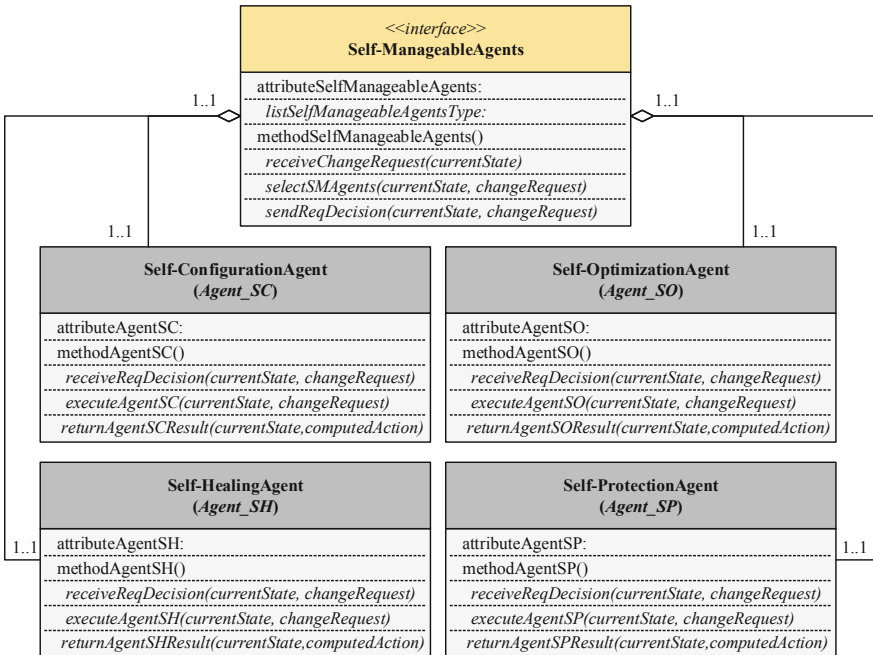 <<interface>>
Self-ManageableAgents
attributeSelfManageableAgents:
listSelfManageableAgentsType:
methodSelfManageableAgents()
receiveChangeRequest(currentState)
selectSMAgents(currentState, changeRequest)
sendReqDecision(currentState, changeRequest)
1..1
1..1
1..1
1..1
Self-ConfigurationAgent
(Agent_SC)
attributeAgentSC:
methodAgentSC()
receiveReqDecision(currentState, changeRequest)
executeAgentSC(currentState, changeRequest)
returnAgentSCResult(currentState,computedAction)
Self-OptimizationAgent
(Agent_SO)
attributeAgentSO:
methodAgentSO()
receiveReqDecision(currentState, changeRequest)
executeAgentSO(currentState, changeRequest)
returnAgentSOResult(currentState,computedAction)
1..1
Self-HealingAgent
(Agent_SH)
attributeAgentSH:
methodAgentSH()
receiveReqDecision(currentState, changeRequest)
executeAgentSH(currentState, changeRequest)
returnAgentSHResult(currentState,computedAction)
Self-ProtectionAgent
(Agent_SP)
attributeAgentSP:
methodAgentSP()
receiveReqDecision(currentState, changeRequest)
executeAgentSP(currentState, changeRequest)
returnAgentSPResult(currentState,computedAction)
1..1